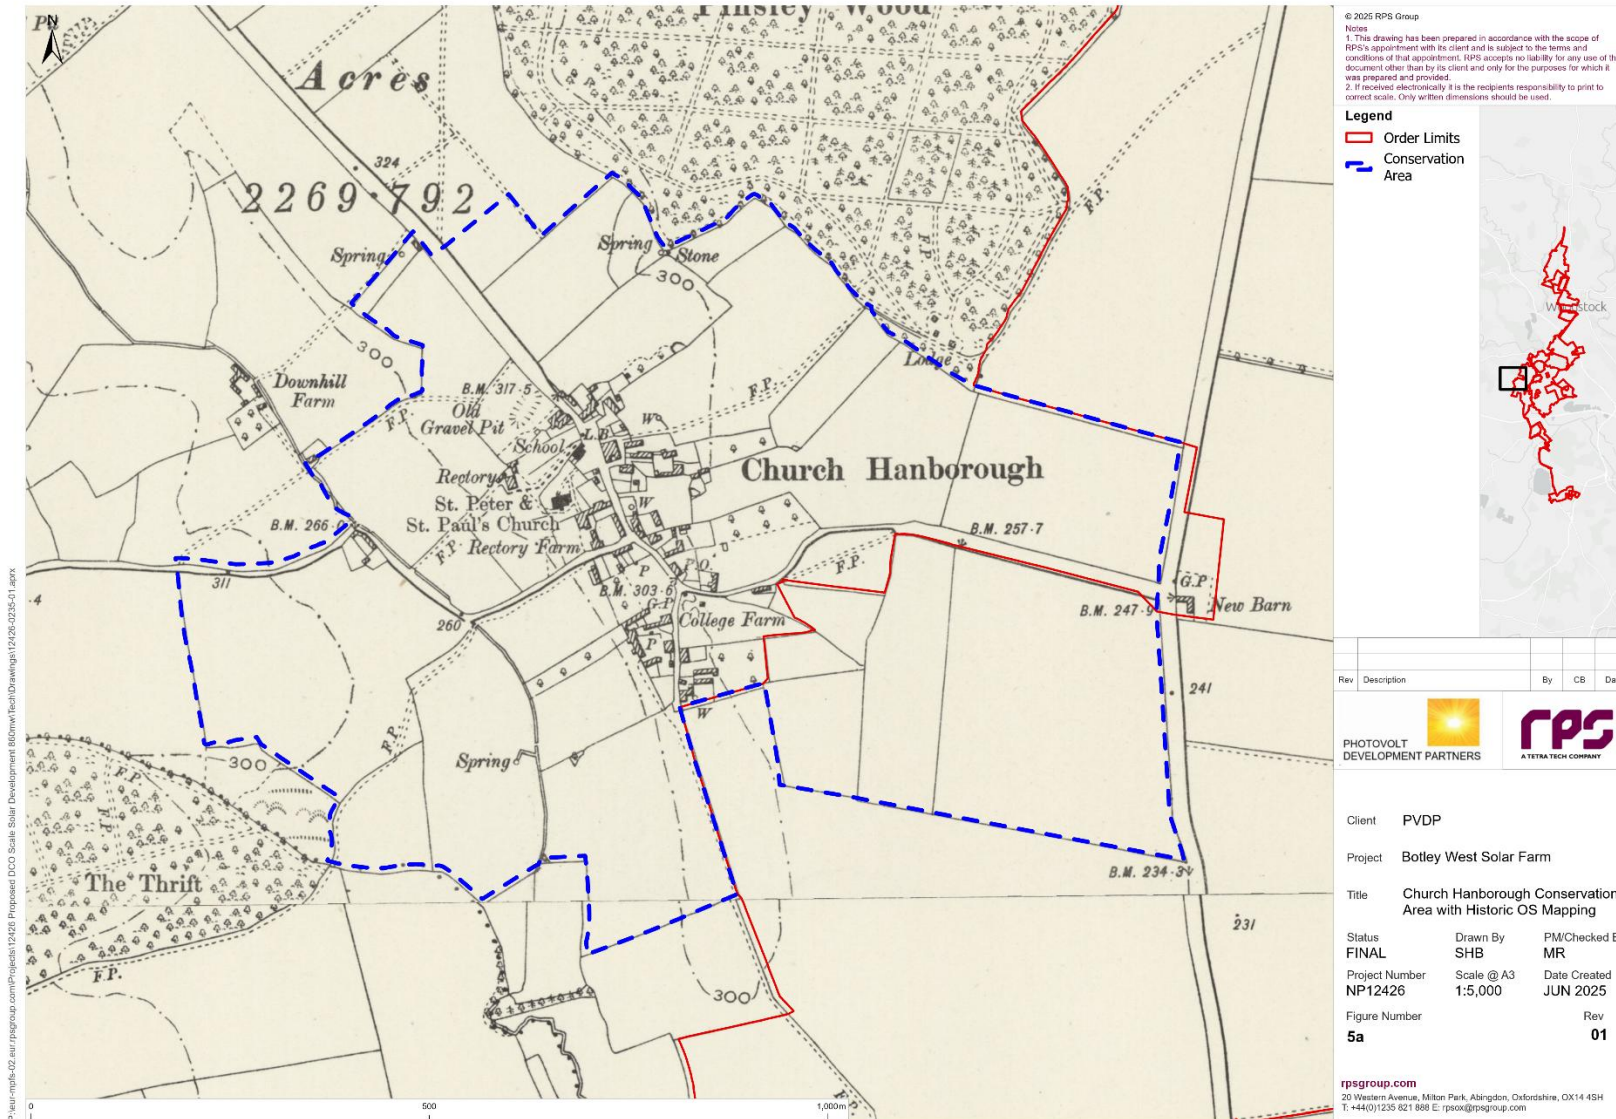 N
Acres
324
2269 792
Spring
Spring
Stone
300
300
Lodge
F.P.
F.P.
F.P.
Downhill
Farm
B.M. 317·5
Old
Gravel Pit
F.P.
School
L.B.
W
Rectory
Church Hanborough
St. Peter &
St. Paul's Church
W
B.M. 266·0
F.P.
Rectory Farm
B.M. 257·7
F.P.
311
P
P.O.
B.M. 303·6
G.P.
G.P
New Barn
B.M. 247·9
·4
260
College Farm
P
241
W
F.P.
300
Spring
F.P.
F.P.
The Thrift
B.M. 234·3
231
F.P.
300
F.P.
0
500
1,000m
© 2025 RPS Group
Notes
1. This drawing has been prepared in accordance with the scope of
RPS's appointment with its client and is subject to the terms and
conditions of that appointment. RPS accepts no liability for any use of
document other than by its client and only for the purposes for which it
was prepared and provided.
2. If received electronically it is the recipients responsibility to print to
correct scale. Only written dimensions should be used.
Legend
Order Limits
Conservation
Area
Woodstock
Rev Description By CB
PHOTOVOLT
DEVELOPMENT PARTNERS
rps
A TETRA TECH COMPANY
Client PVDP
Project Botley West Solar Farm
Title Church Hanborough Conservation
Area with Historic OS Mapping
Status Drawn By PM/Checked
FINAL SHB MR
Project Number Scale @ A3 Date Created
NP12426 1:5,000 JUN 2025
Figure Number Rev
5a 01
rpsgroup.com
20 Western Avenue, Milton Park, Abingdon, Oxfordshire, OX14 4SH
T: +44(0)1235 821 888 E: rpsox@rpsgroup.com